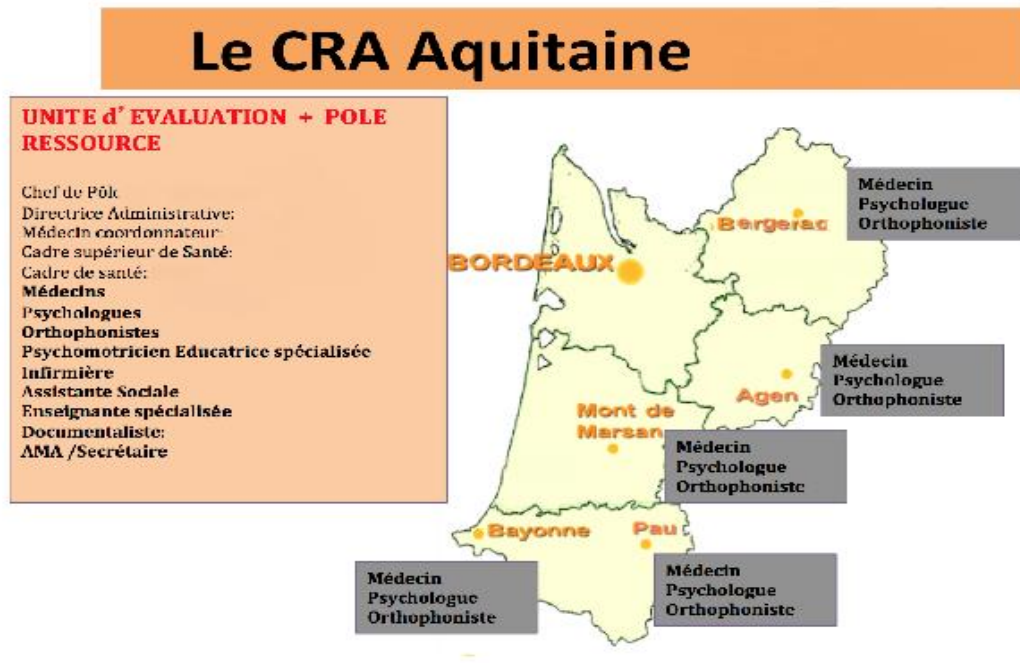 Le CRA Aquitaine
UNITE d' EVALUATION + POLE
RESSOURCE
Chef de Pôle
Directrice Administrative:
Médecin coordonnateur:
Cadre supérieur de Santé:
Cadre de santé:
Médecins
Psychologues
Orthophonistes
Psychomotricien Educatrice spécialisée
Infirmière
Assistante Sociale
Enseignante spécialisée
Documentaliste:
AMA /Secrétaire
BORDEAUX
Bergerac
Médecin
Psychologue
Orthophoniste
Agen
Médecin
Psychologue
Orthophoniste
Mont de
Marsan
Médecin
Psychologue
Orthophoniste
Bayonne
Médecin
Psychologue
Orthophoniste
Pau
Médecin
Psychologue
Orthophoniste